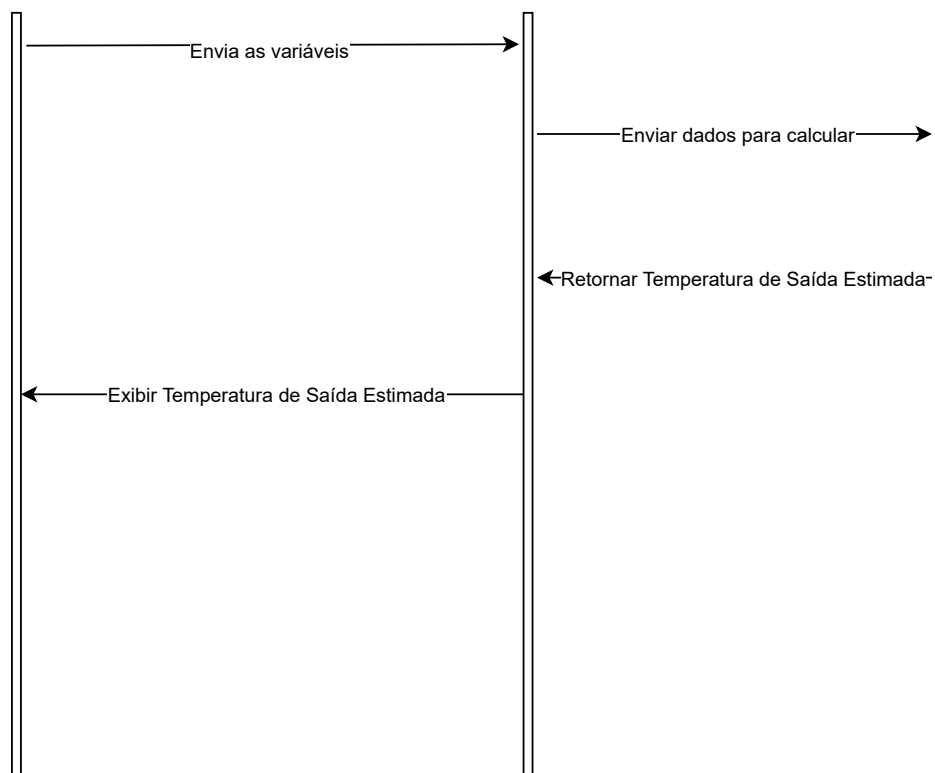 Envia as variáveis
Enviar dados para calcular
Retornar Temperatura de Saída Estimada
Exibir Temperatura de Saída Estimada